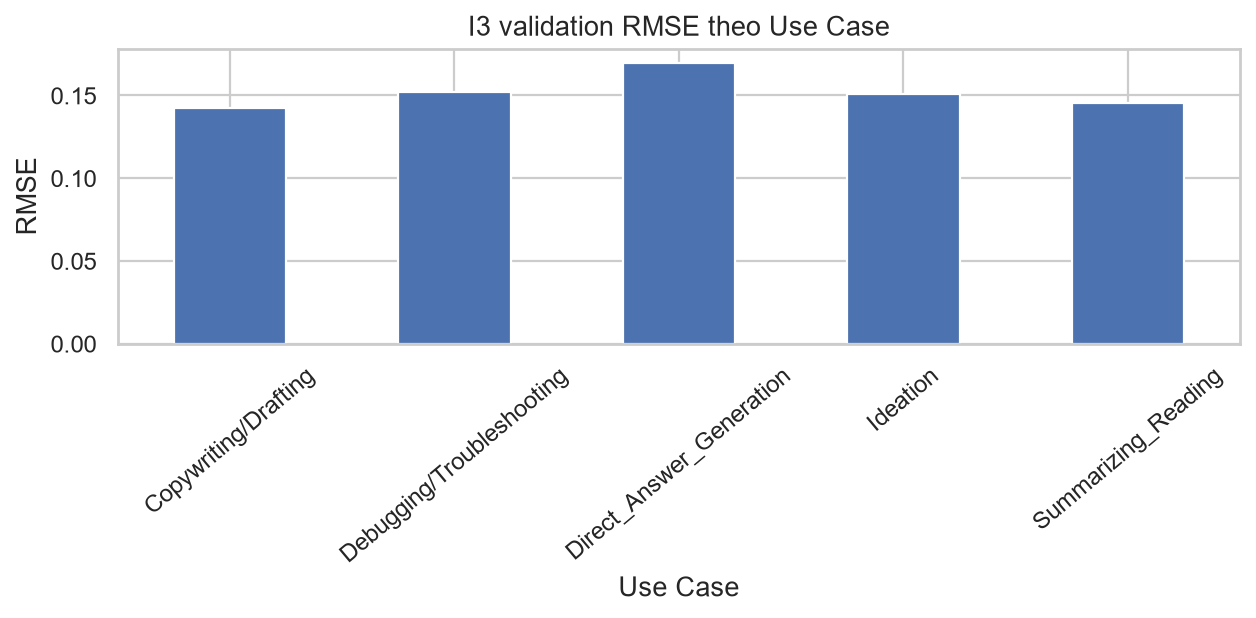 I3 validation RMSE theo Use Case
RMSE
0.15
0.10
0.05
0.00
Copywriting/Drafting
Debugging/Troubleshooting
Direct_Answer_Generation
Ideation
Summarizing_Reading
Use Case